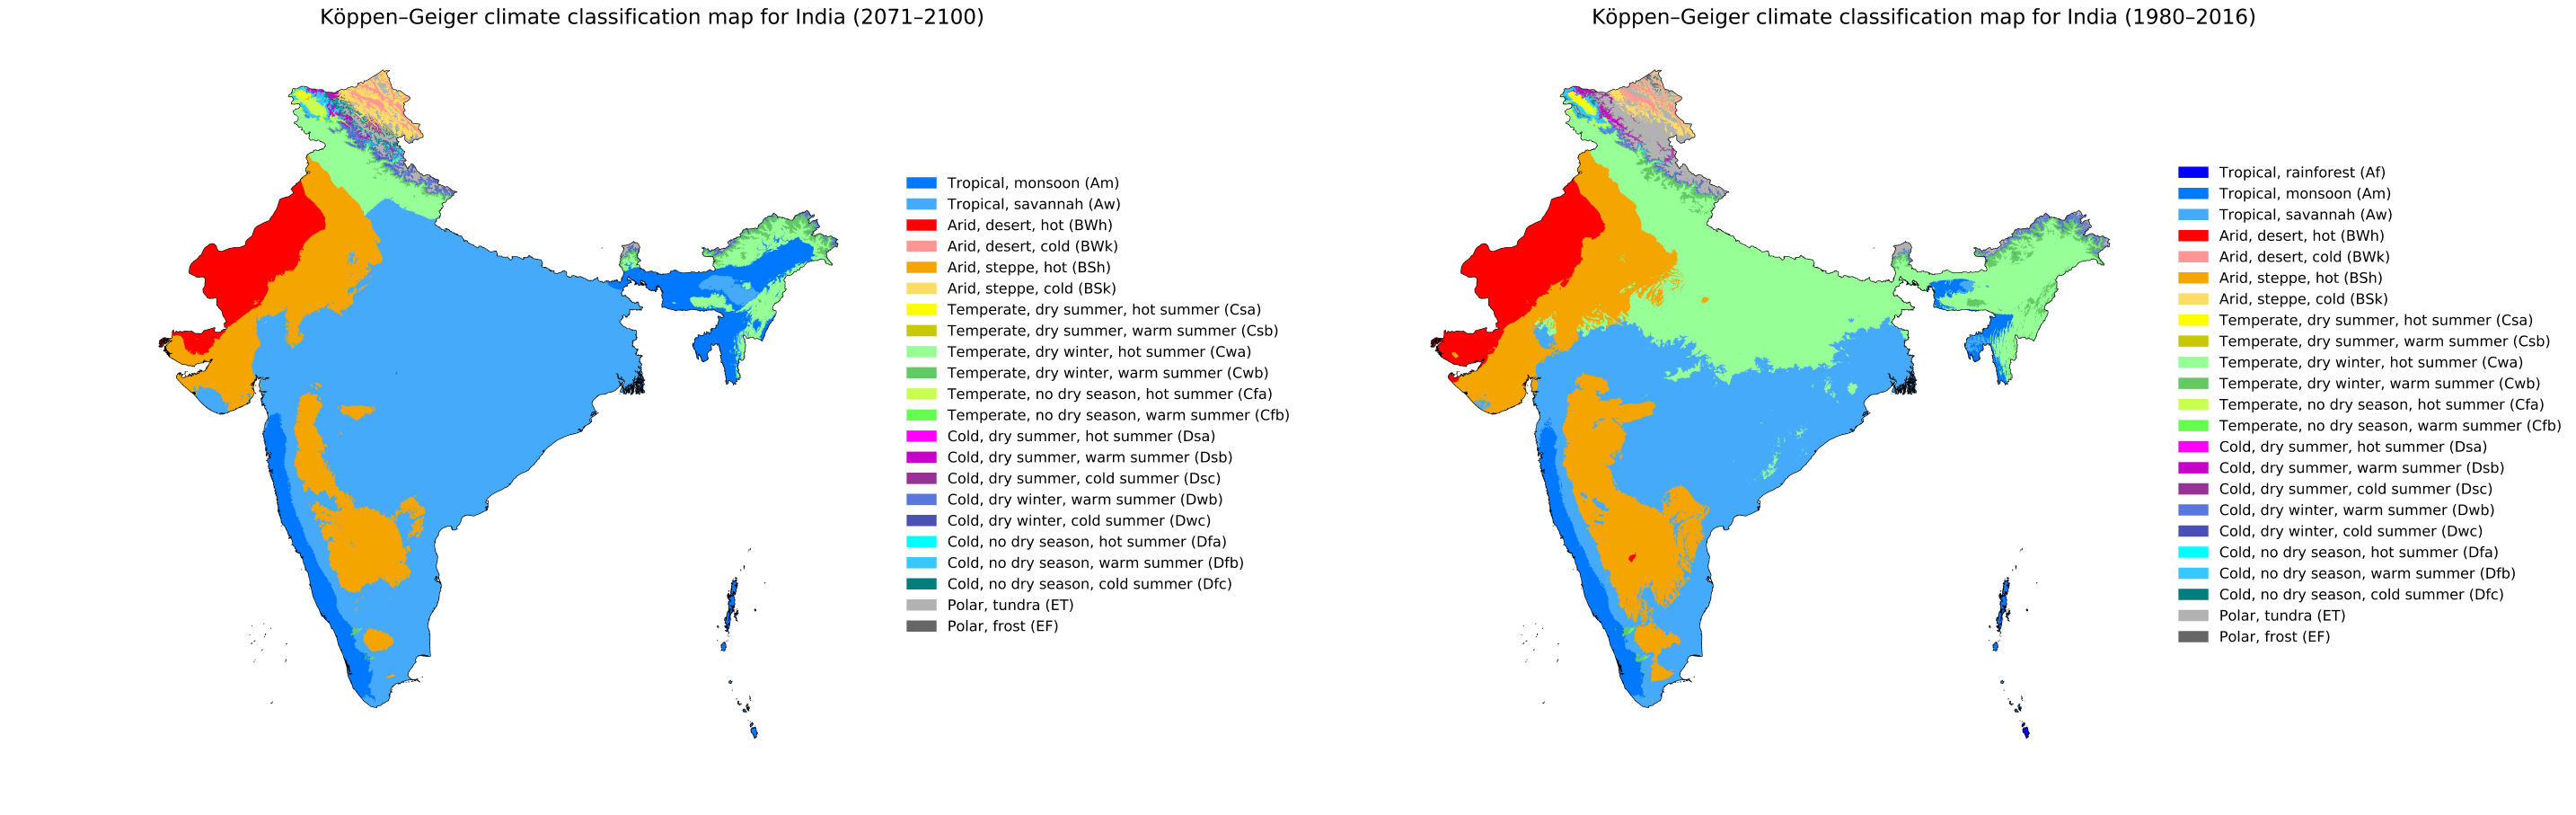 Köppen–Geiger climate classification map for India (2071–2100)
Tropical, monsoon (Am)
Tropical, savannah (Aw)
Arid, desert, hot (BWh)
Arid, desert, cold (BWk)
Arid, steppe, hot (BSh)
Arid, steppe, cold (BSk)
Temperate, dry summer, hot summer (Csa)
Temperate, dry summer, warm summer (Csb)
Temperate, dry winter, hot summer (Cwa)
Temperate, dry winter, warm summer (Cwb)
Temperate, no dry season, hot summer (Cfa)
Temperate, no dry season, warm summer (Cfb)
Cold, dry summer, hot summer (Dsa)
Cold, dry summer, warm summer (Dsb)
Cold, dry summer, cold summer (Dsc)
Cold, dry winter, warm summer (Dwb)
Cold, dry winter, cold summer (Dwc)
Cold, no dry season, hot summer (Dfa)
Cold, no dry season, warm summer (Dfb)
Cold, no dry season, cold summer (Dfc)
Polar, tundra (ET)
Polar, frost (EF)
Köppen–Geiger climate classification map for India (1980–2016)
Tropical, rainforest (Af)
Tropical, monsoon (Am)
Tropical, savannah (Aw)
Arid, desert, hot (BWh)
Arid, desert, cold (BWk)
Arid, steppe, hot (BSh)
Arid, steppe, cold (BSk)
Temperate, dry summer, hot summer (Csa)
Temperate, dry summer, warm summer (Csb)
Temperate, dry winter, hot summer (Cwa)
Temperate, dry winter, warm summer (Cwb)
Temperate, no dry season, hot summer (Cfa)
Temperate, no dry season, warm summer (Cfb)
Cold, dry summer, hot summer (Dsa)
Cold, dry summer, warm summer (Dsb)
Cold, dry summer, cold summer (Dsc)
Cold, dry winter, warm summer (Dwb)
Cold, dry winter, cold summer (Dwc)
Cold, no dry season, hot summer (Dfa)
Cold, no dry season, warm summer (Dfb)
Cold, no dry season, cold summer (Dfc)
Polar, tundra (ET)
Polar, frost (EF)